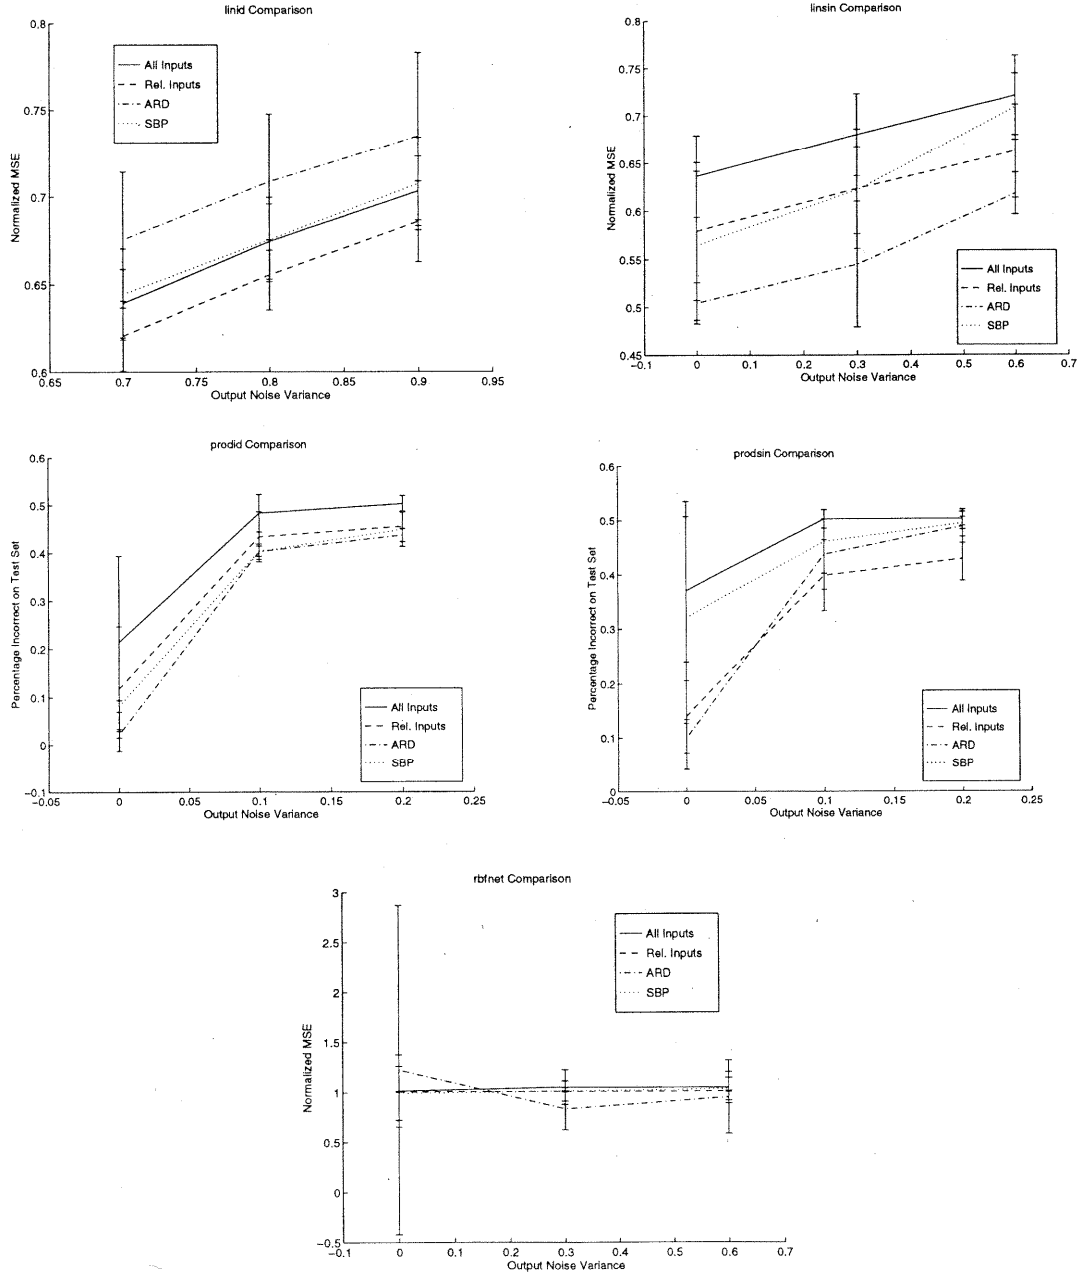 linid Comparison
0.8
0.75
0.7
0.65
0.6
Normalized MSE
All Inputs
Rel. Inputs
ARD
SBP
0.65
0.7
0.75
0.8
0.85
0.9
0.95
Output Noise Variance
linsin Comparison
0.8
0.75
0.7
0.65
0.6
0.55
0.5
0.45
Normalized MSE
All Inputs
Rel. Inputs
ARD
SBP
−0.1
0
0.1
0.2
0.3
0.4
0.5
0.6
0.7
Output Noise Variance
prodid Comparison
0.6
0.5
0.4
0.3
0.2
0.1
0
−0.1
Percentage Incorrect on Test Set
All Inputs
Rel. Inputs
ARD
SBP
−0.05
0
0.05
0.1
0.15
0.2
0.25
Output Noise Variance
prodsin Comparison
0.6
0.5
0.4
0.3
0.2
0.1
0
Percentage Incorrect on Test Set
All Inputs
Rel. Inputs
ARD
SBP
−0.05
0
0.05
0.1
0.15
0.2
0.25
Output Noise Variance
rbfnet Comparison
3
2.5
2
1.5
1
0.5
0
−0.5
Normalized MSE
All Inputs
Rel. Inputs
ARD
SBP
−0.1
0
0.1
0.2
0.3
0.4
0.5
0.6
0.7
Output Noise Variance